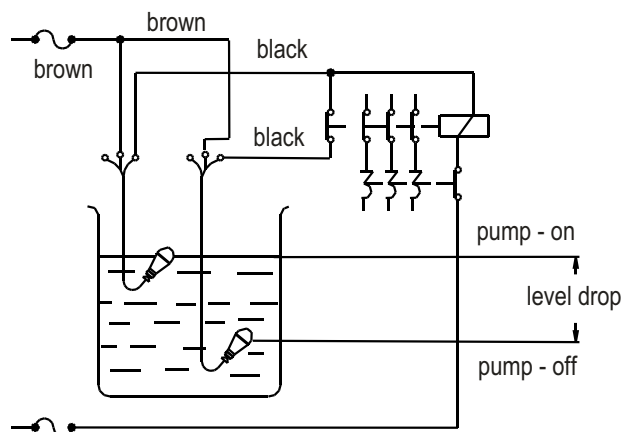 brown
brown
black
black
pump - on
level drop
pump - off